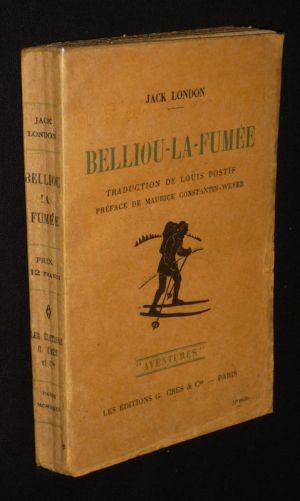 JACK LONDON
BELLIOU-LA-FUMÉE
TRADUCTION DE LOUIS POSTIF
PRÉFACE DE MAURICE CONSTANTIN-WEYER
"AVENTURES"
LES ÉDITIONS G. CRÈS & Cie — PARIS
JACK
LONDON
BELLIOU
LA
FUMÉE
PRIX
12 FRANCS
LES ÉDITIONS
G. CRÈS
et Cie
PARIS